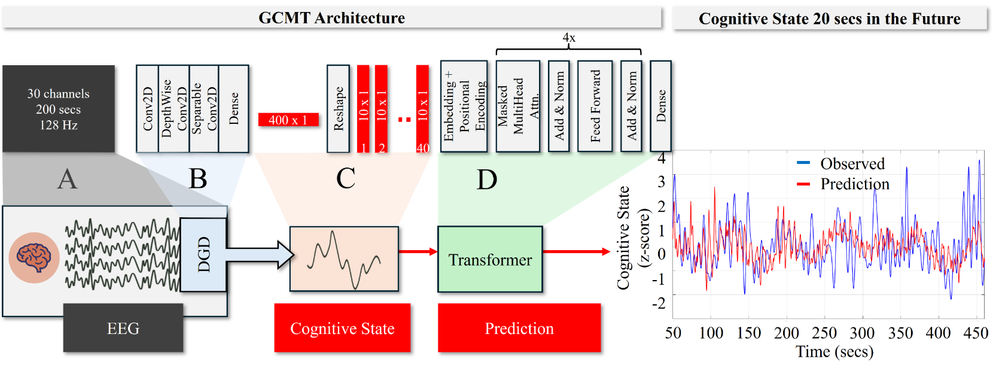 GCMT Architecture
Cognitive State 20 secs in the Future
4x
30 channels
200 secs
128 Hz
Conv2D
DepthWise
Conv2D
Separable
Conv2D
Dense
400 x 1
Reshape
10 x 1
1
10 x 1
2
..
10 x 1
40
Embedding +
Positional
Encoding
Masked
MultiHead
Attn.
Add & Norm
Feed Forward
Add & Norm
Dense
A
B
C
D
DGD
Transformer
EEG
Cognitive State
Prediction
Observed
Prediction
Cognitive State
(z-score)
4
3
2
1
0
-1
-2
50 100 150 200 250 300 350 400 450
Time (secs)